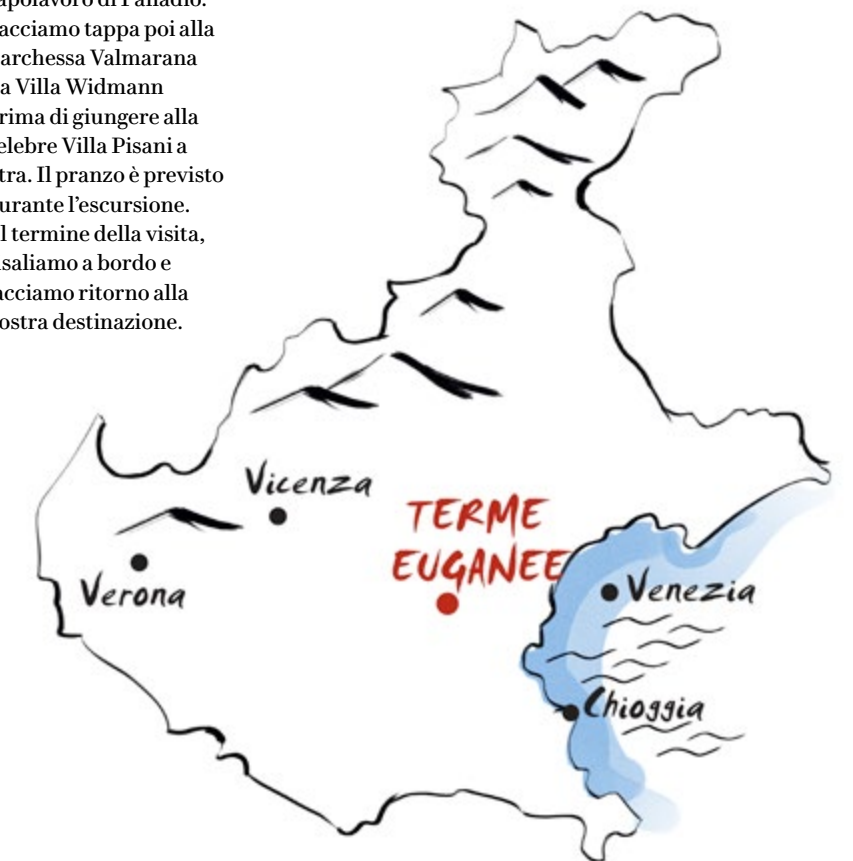 apolavoro di Palladio.
acciamo tappa poi alla
archessa Valmarana
a Villa Widmann
rima di giungere alla
elebre Villa Pisani a
tra. Il pranzo è previsto
urante l’escursione.
l termine della visita,
saliamo a bordo e
acciamo ritorno alla
ostra destinazione.
Vicenza
TERME
EUGANEE
Verona
Venezia
Chioggia